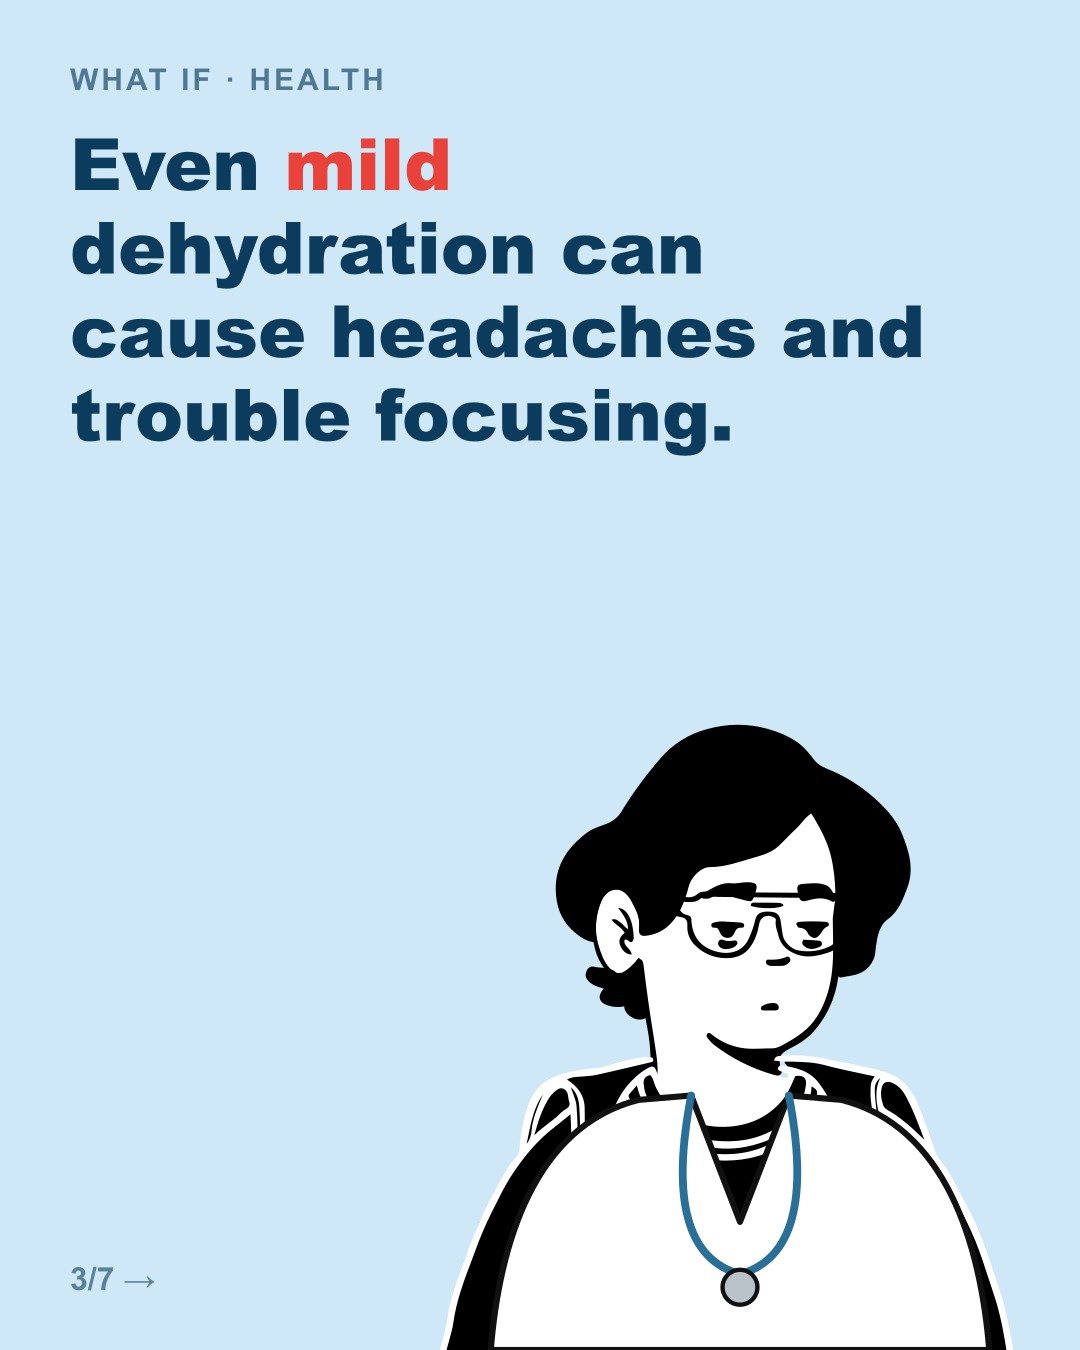 WHAT IF · HEALTH
Even mild
dehydration can
cause headaches and
trouble focusing.
3/7 →